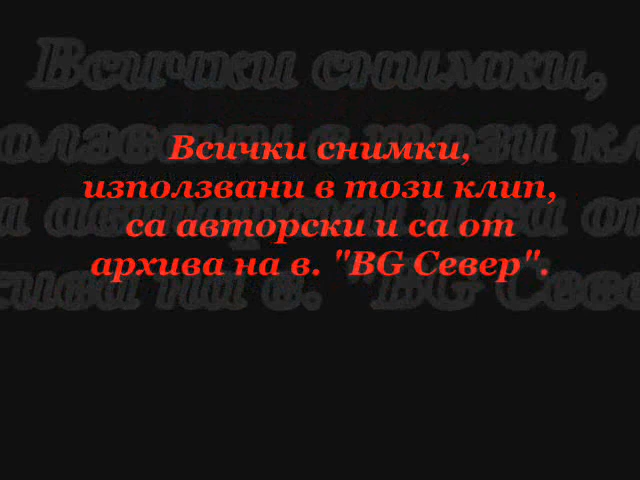 Всички снимки,
използвани в този клип,
са авторски и са от
архива на в. "BG Север".